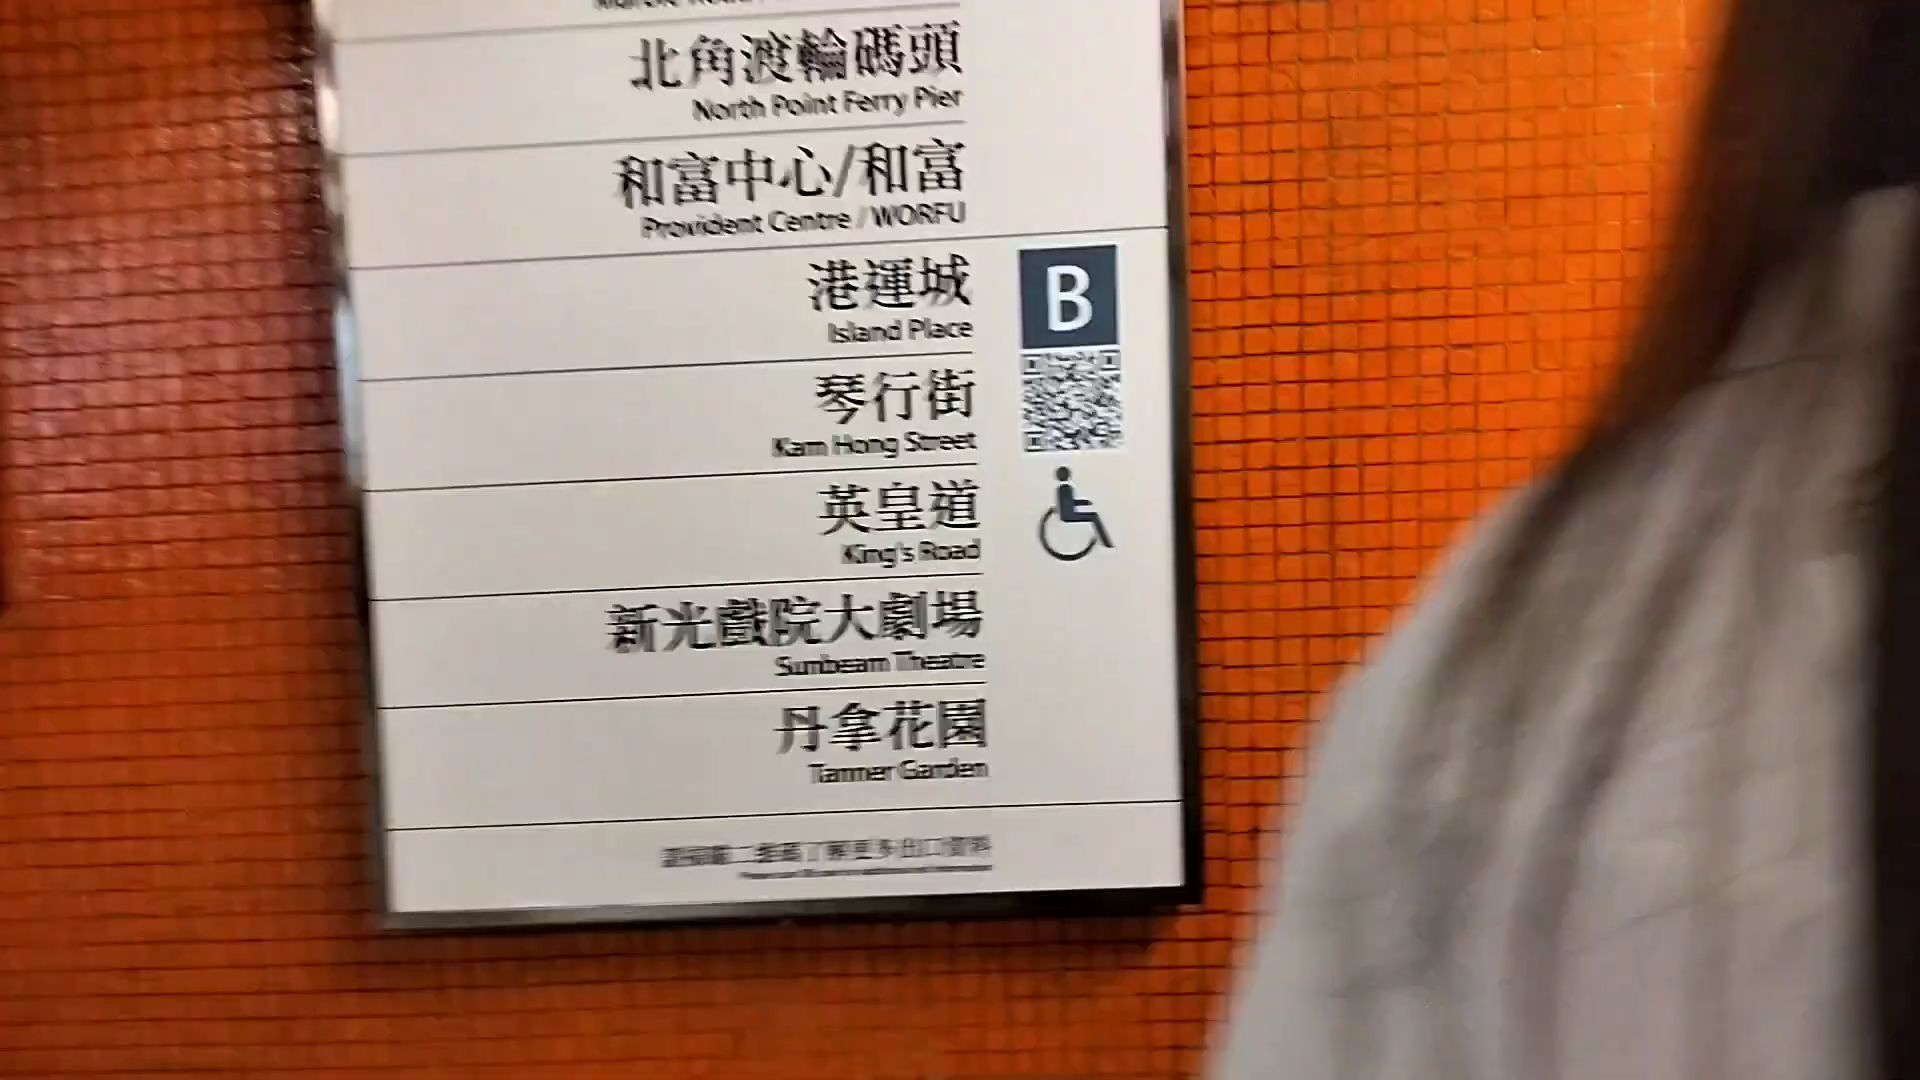 北角渡輪碼頭
North Point Ferry Pier
和富中心/和富
Provident Centre / WORFU
港運城
Island Place
B
琴行街
Kam Hong Street
英皇道
King's Road
新光戲院大劇場
Sunbeam Theatre
丹拿花園
Tanner Garden